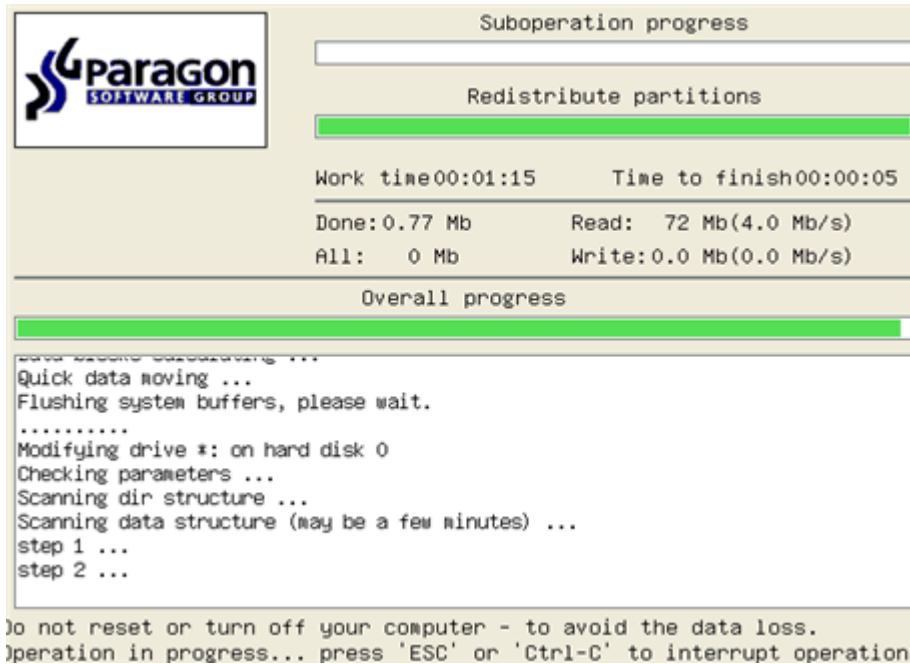 Paragon
SOFTWARE GROUP
Suboperation progress
Redistribute partitions
Work time00:01:15 Time to finish00:00:05
Done:0.77 Mb Read: 72 Mb(4.0 Mb/s)
All: 0 Mb Write:0.0 Mb(0.0 Mb/s)
Overall progress
Quick data moving ...
Flushing system buffers, please wait.
..........
Modifying drive *: on hard disk 0
Checking parameters ...
Scanning dir structure ...
Scanning data structure (may be a few minutes) ...
step 1 ...
step 2 ...
Do not reset or turn off your computer - to avoid the data loss.
Operation in progress... press 'ESC' or 'Ctrl-C' to interrupt operation